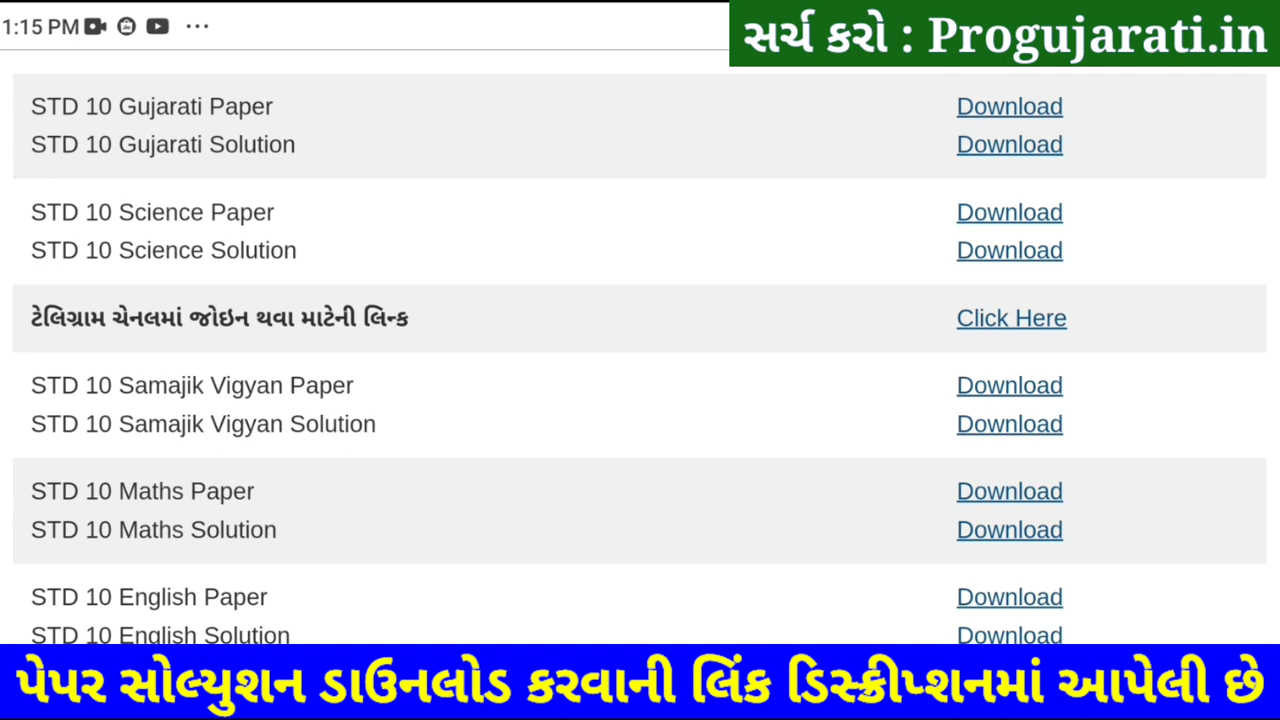 1:15 PM
સર્ચ કરો : Progujarati.in
STD 10 Gujarati Paper Download
STD 10 Gujarati Solution Download
STD 10 Science Paper Download
STD 10 Science Solution Download
ટેલિગ્રામ ચેનલમાં જોઇન થવા માટેની લિન્ક Click Here
STD 10 Samajik Vigyan Paper Download
STD 10 Samajik Vigyan Solution Download
STD 10 Maths Paper Download
STD 10 Maths Solution Download
STD 10 English Paper Download
STD 10 English Solution Download
પેપર સોલ્યુશન ડાઉનલોડ કરવાની લિંક ડિસ્ક્રીપ્શનમાં આપેલી છે